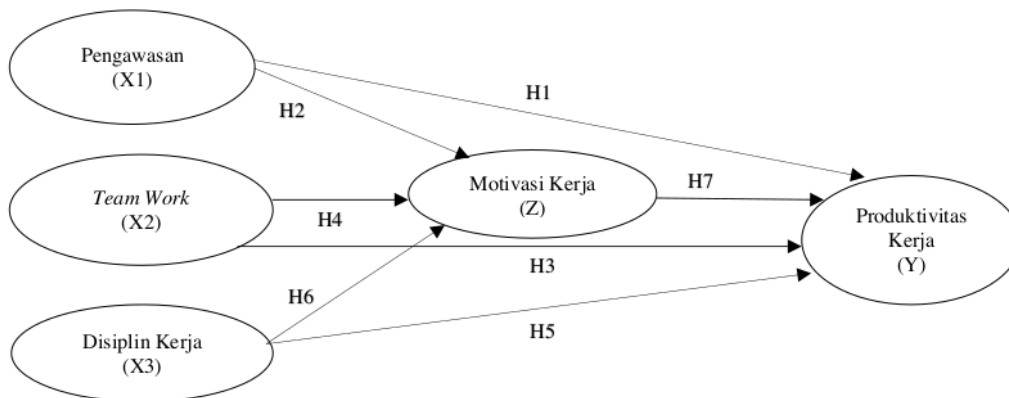 Pengawasan
(X1)
H1
H2
Team Work
(X2)
H4
Motivasi Kerja
(Z)
H7
Produktivitas
Kerja
(Y)
H3
H6
Disiplin Kerja
(X3)
H5